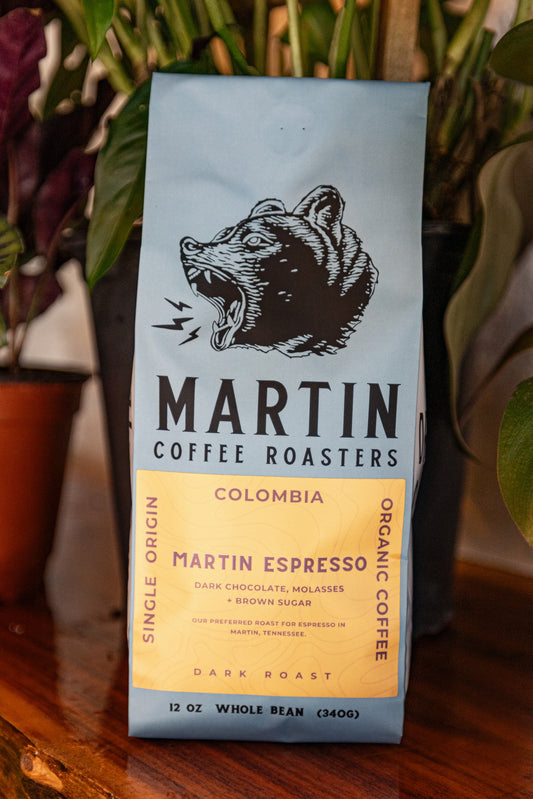 MARTIN
COFFEE ROASTERS
COLOMBIA
SINGLE ORIGIN
ORGANIC COFFEE
MARTIN ESPRESSO
DARK CHOCOLATE, MOLASSES
+ BROWN SUGAR
OUR PREFERRED ROAST FOR ESPRESSO IN
MARTIN, TENNESSEE.
DARK ROAST
12 OZ WHOLE BEAN (340G)